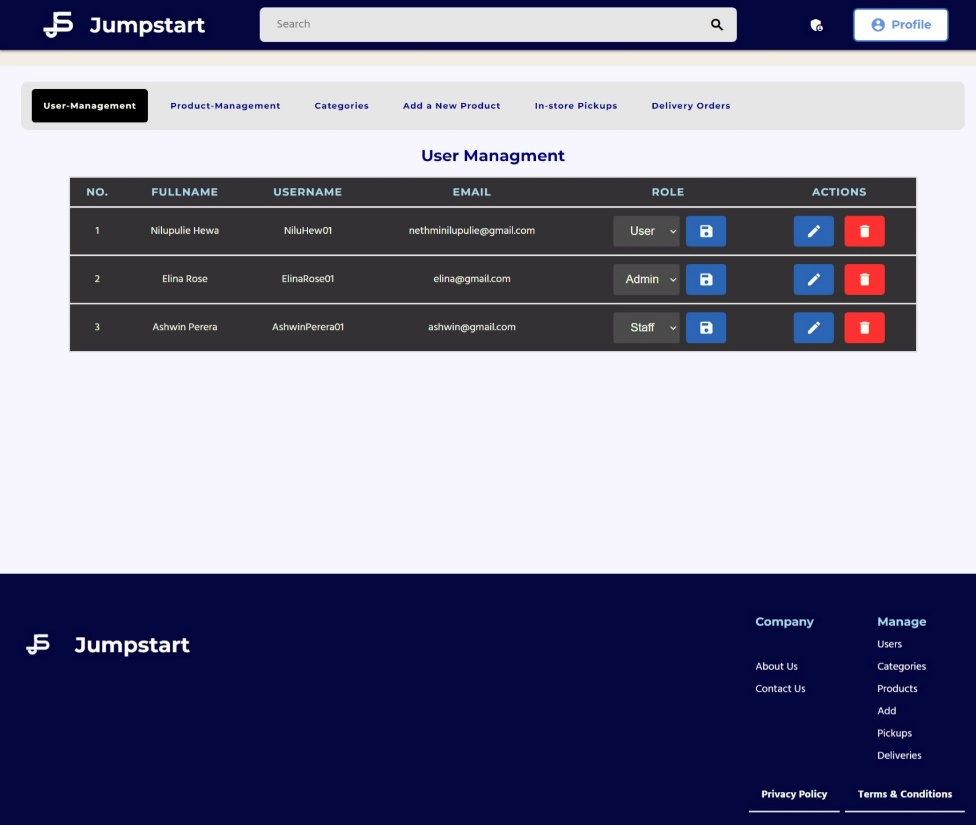 Jumpstart
Search
Profile
User-Management Product-Management Categories Add a New Product In-store Pickups Delivery Orders
User Managment
NO. FULLNAME USERNAME EMAIL ROLE ACTIONS
1 Nilupulie Hewa NiluHew01 nethminilupulie@gmail.com User
2 Elina Rose ElinaRose01 elina@gmail.com Admin
3 Ashwin Perera AshwinPerera01 ashwin@gmail.com Staff
Jumpstart
Company
About Us
Contact Us
Manage
Users
Categories
Products
Add
Pickups
Deliveries
Privacy Policy Terms & Conditions